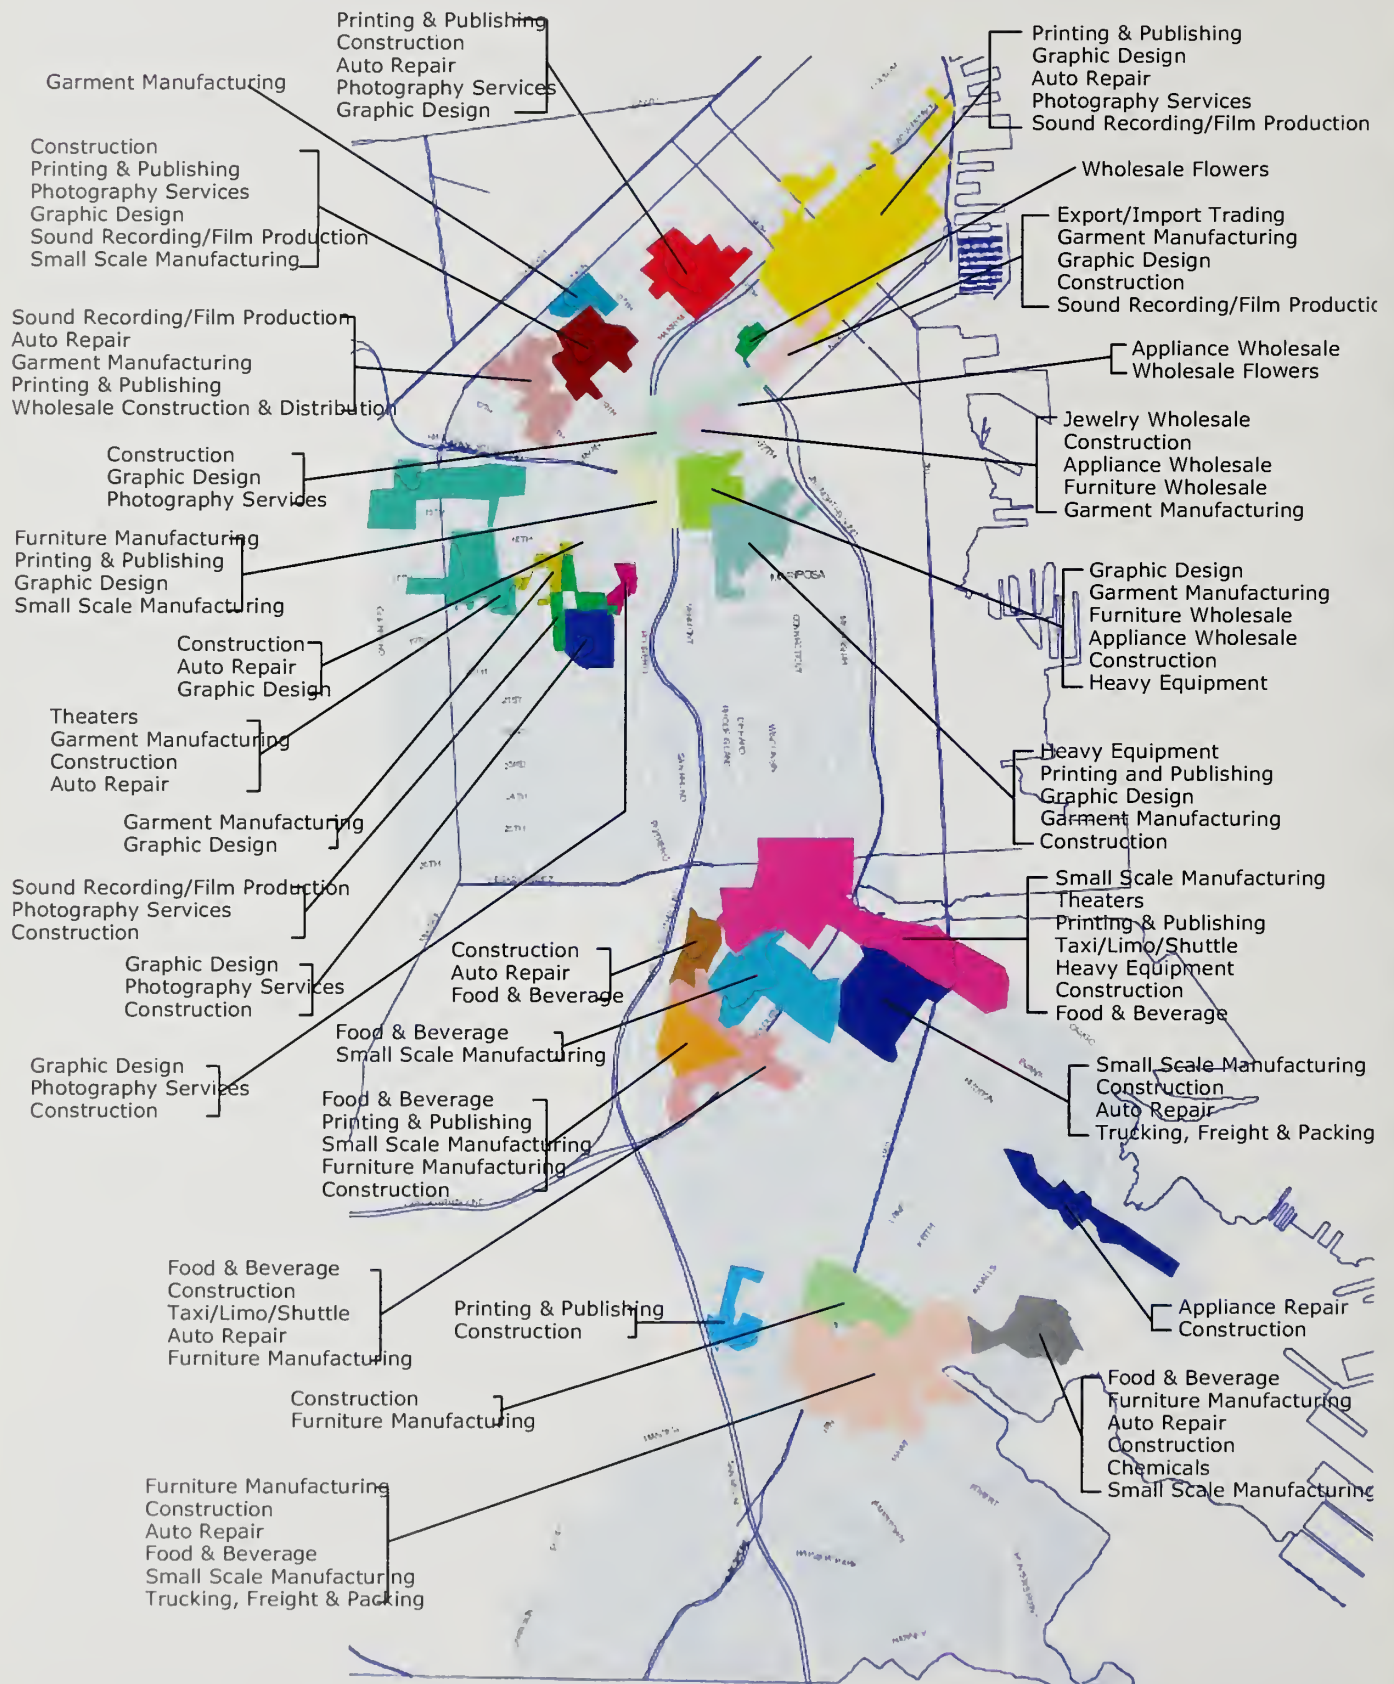 Printing & Publishing
Construction
Auto Repair
Photography Services
Graphic Design
Printing & Publishing
Graphic Design
Auto Repair
Photography Services
Sound Recording/Film Production
Garment Manufacturing
Construction
Printing & Publishing
Photography Services
Graphic Design
Sound Recording/Film Production
Small Scale Manufacturing
Wholesale Flowers
Export/Import Trading
Garment Manufacturing
Graphic Design
Construction
Sound Recording/Film Productic
Sound Recording/Film Production
Auto Repair
Garment Manufacturing
Printing & Publishing
Wholesale Construction & Distribution
Appliance Wholesale
Wholesale Flowers
Jewelry Wholesale
Construction
Appliance Wholesale
Furniture Wholesale
Garment Manufacturing
Construction
Graphic Design
Photography Services
Furniture Manufacturing
Printing & Publishing
Graphic Design
Small Scale Manufacturing
17TH
MARIPOSA
Graphic Design
Garment Manufacturing
Furniture Wholesale
Appliance Wholesale
Construction
Heavy Equipment
Construction
Auto Repair
Graphic Design
VERMONT
CONNECTICUT
RHODE ISLAND
Theaters
Garment Manufacturing
Construction
Auto Repair
Heavy Equipment
Printing and Publishing
Graphic Design
Garment Manufacturing
Construction
Garment Manufacturing
Graphic Design
Sound Recording/Film Production
Photography Services
Construction
Small Scale Manufacturing
Theaters
Printing & Publishing
Taxi/Limo/Shuttle
Heavy Equipment
Construction
Food & Beverage
Graphic Design
Photography Services
Construction
Construction
Auto Repair
Food & Beverage
Food & Beverage
Small Scale Manufacturing
Graphic Design
Photography Services
Construction
Small Scale Manufacturing
Construction
Auto Repair
Trucking, Freight & Packing
Food & Beverage
Printing & Publishing
Small Scale Manufacturing
Furniture Manufacturing
Construction
KEITH
Food & Beverage
Construction
Taxi/Limo/Shuttle
Auto Repair
Furniture Manufacturing
Printing & Publishing
Construction
Appliance Repair
Construction
Construction
Furniture Manufacturing
Food & Beverage
Furniture Manufacturing
Auto Repair
Construction
Chemicals
Small Scale Manufacturing
Furniture Manufacturing
Construction
Auto Repair
Food & Beverage
Small Scale Manufacturing
Trucking, Freight & Packing